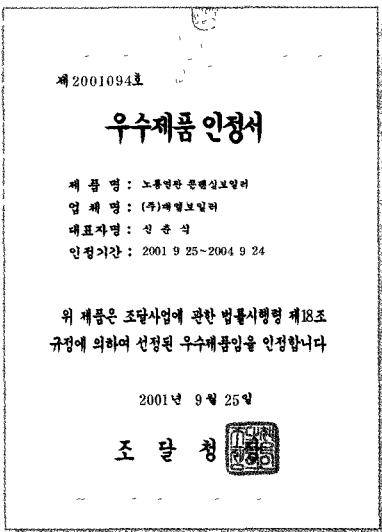 제2001094호
우수제품 인정서
제 품 명 : 노통연관 콘덴싱보일러
업 체 명 : (주)대열보일러
대표자명 : 신 준 식
인정기간 : 2001 9 25~2004 9 24
위 제품은 조달사업에 관한 법률시행령 제18조
규정에 의하여 선정된 우수제품임을 인정합니다
2001년 9월 25일
조 달 청